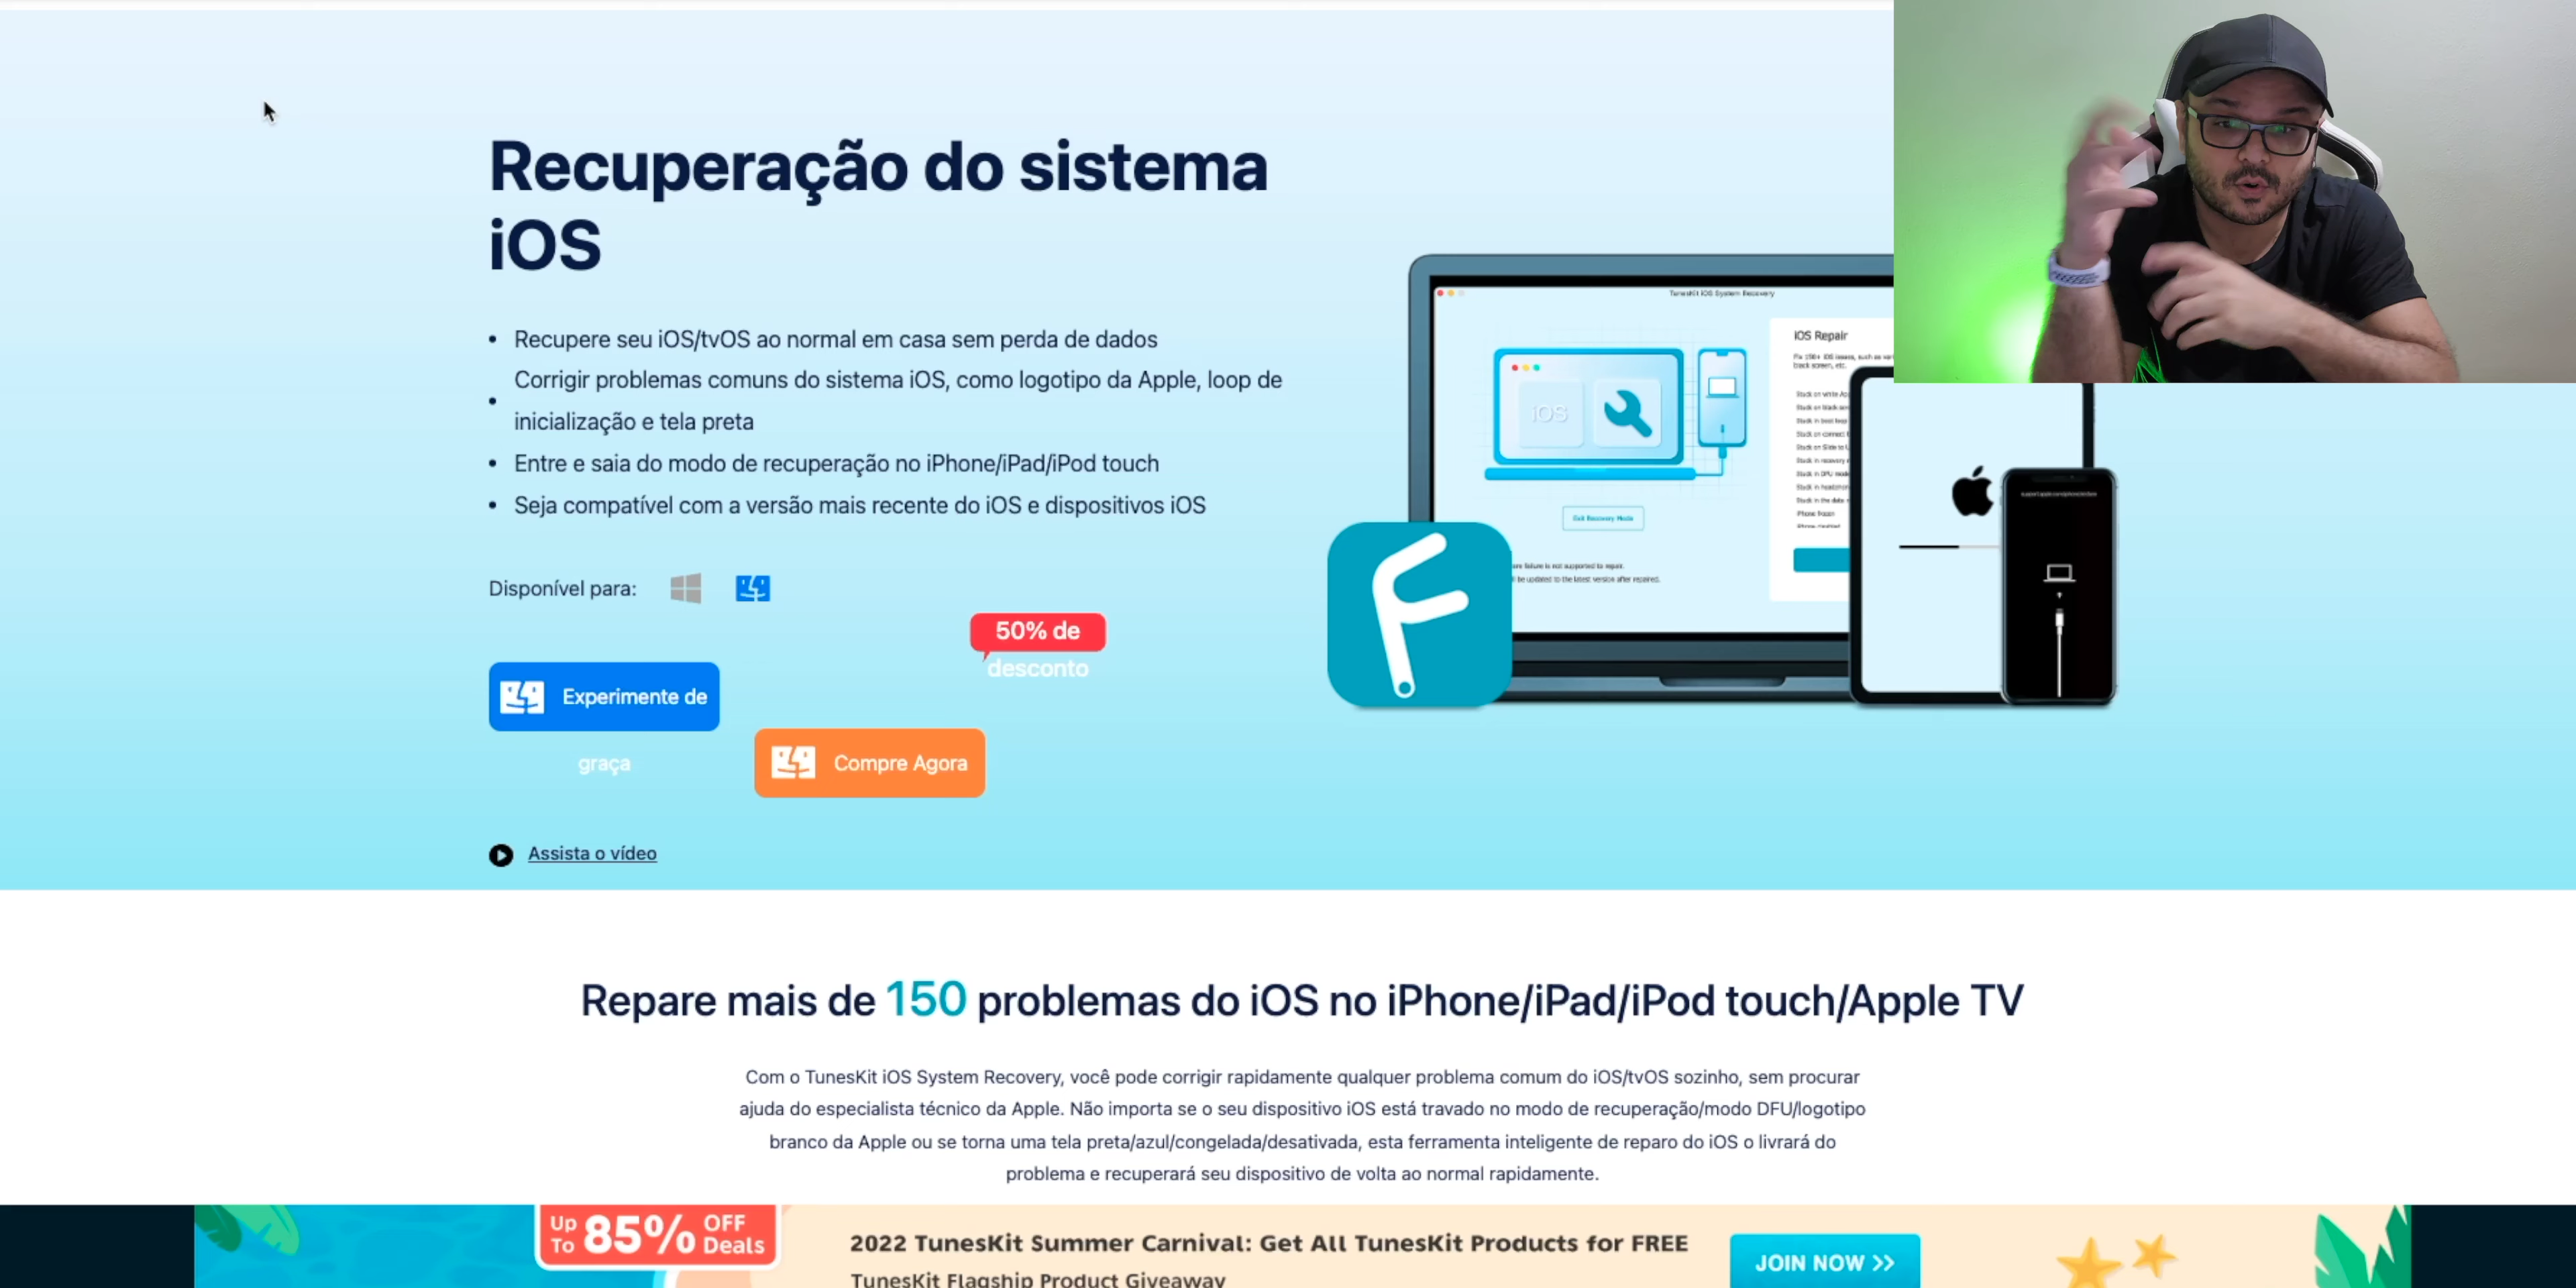 Recuperação do sistema
iOS
Recupere seu iOS/tvOS ao normal em casa sem perda de dados
Corrigir problemas comuns do sistema iOS, como logotipo da Apple, loop de
inicialização e tela preta
Entre e saia do modo de recuperação no iPhone/iPad/iPod touch
Seja compatível com a versão mais recente do iOS e dispositivos iOS
Disponível para:
50% de
desconto
Experimente de
graça
Compre Agora
Assista o vídeo
TunesKit iOS System Recovery
iOS
iOS Repair
Exit Recovery Mode
Repare mais de 150 problemas do iOS no iPhone/iPad/iPod touch/Apple TV
Com o TunesKit iOS System Recovery, você pode corrigir rapidamente qualquer problema comum do iOS/tvOS sozinho, sem procurar
ajuda do especialista técnico da Apple. Não importa se o seu dispositivo iOS está travado no modo de recuperação/modo DFU/logotipo
branco da Apple ou se torna uma tela preta/azul/congelada/desativada, esta ferramenta inteligente de reparo do iOS o livrará do
problema e recuperará seu dispositivo de volta ao normal rapidamente.
Up To 85% OFF Deals
2022 TunesKit Summer Carnival: Get All TunesKit Products for FREE
TunesKit Flagship Product Giveaway
JOIN NOW >>